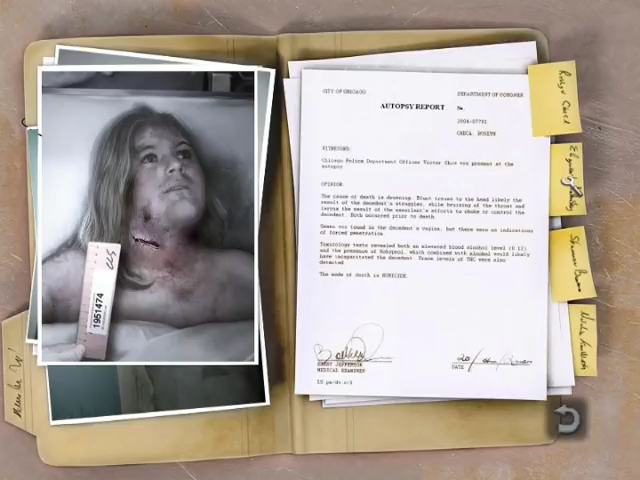 CITY OF CHICAGO
DEPARTMENT OF CORONER
AUTOPSY REPORT
No.
2006-07791
CHECA, ROSLYN
WITNESSES:
Chicago Police Department Officer Victor Chot was present at the
autopsy
OPINION
The cause of death is drowning. Blunt trauma to the head likely the
result of the decedent's struggles, while bruising of the throat and
the result of the assailant's efforts to choke or control the
decedent. Both occurred prior to death
Semen was found in the decedent's vagina, but there were no indications
of forced penetration
Toxicology tests revealed both an elevated blood alcohol level (0 12)
and the presence of Rohypnol, which combined with alcohol would likely
have incapacitated the decedent. Trace levels of THC were also
detected
The mode of death is HOMICIDE.
JEFFERSON
MEDICAL EXAMINER
DATE
1951474